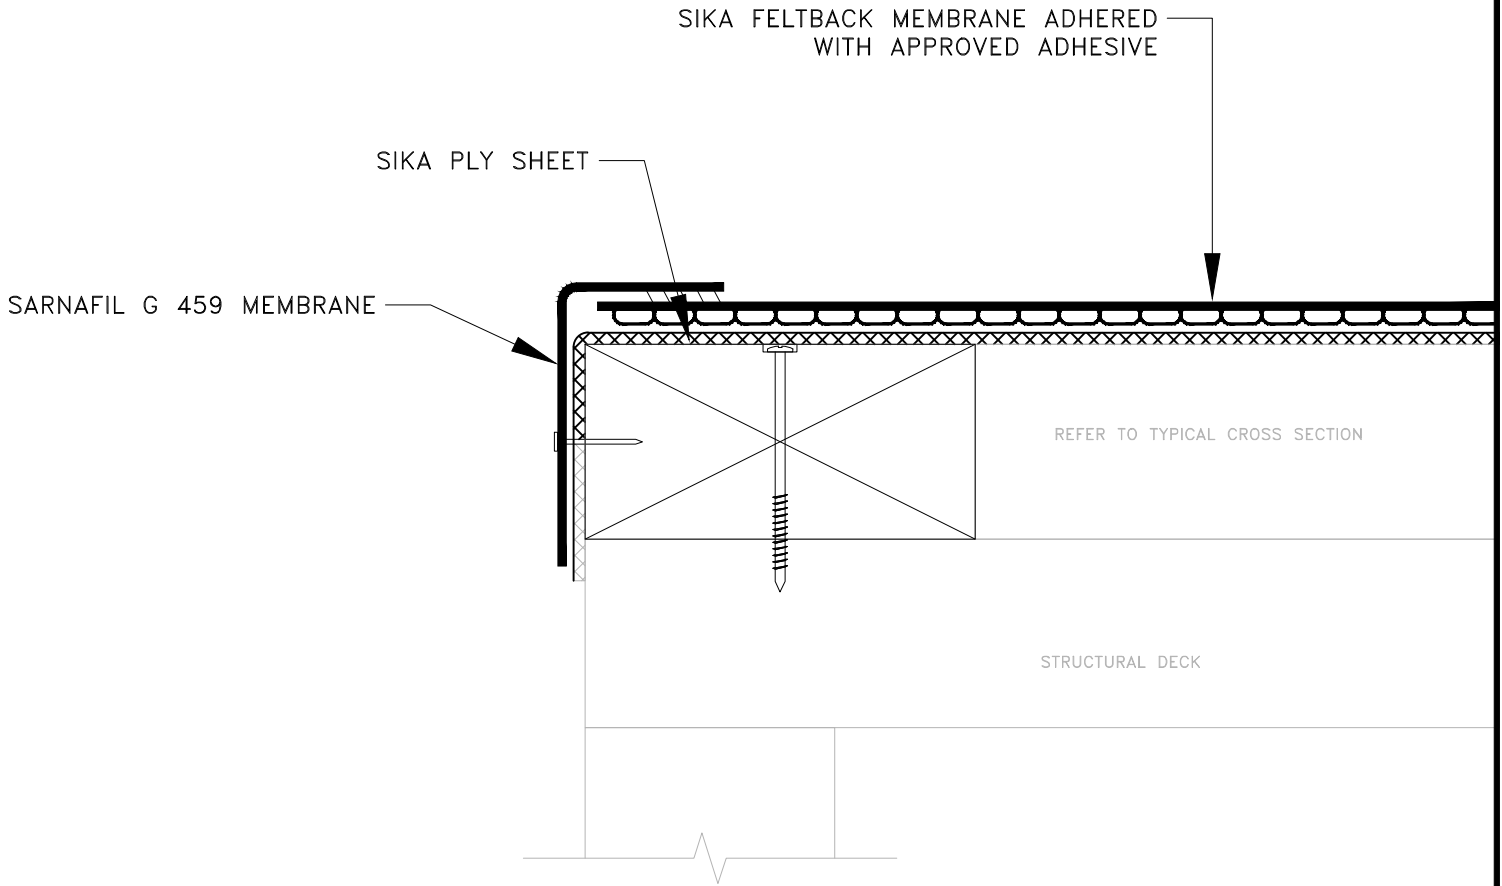 SIKA FELTBACK MEMBRANE ADHERED
WITH APPROVED ADHESIVE
SIKA PLY SHEET
SARNAFIL G 459 MEMBRANE
REFER TO TYPICAL CROSS SECTION
STRUCTURAL DECK